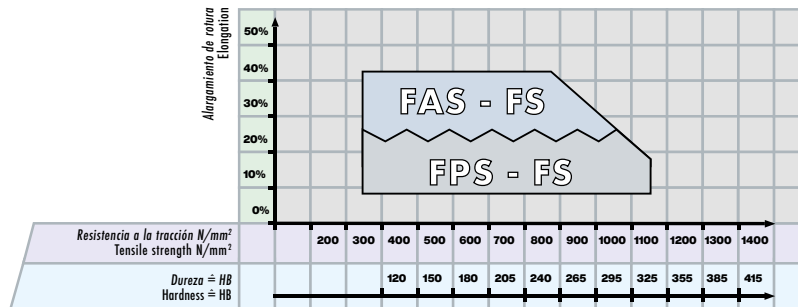 Alargamiento de rotura
Elongation
50%
40%
30%
20%
10%
0%
FAS - FS
FPS - FS
Resistencia a la tracción N/mm²
Tensile strength N/mm²
200 300 400 500 600 700 800 900 1000 1100 1200 1300 1400
Dureza ≙ HB
Hardness ≙ HB
120 150 180 205 240 265 295 325 355 385 415